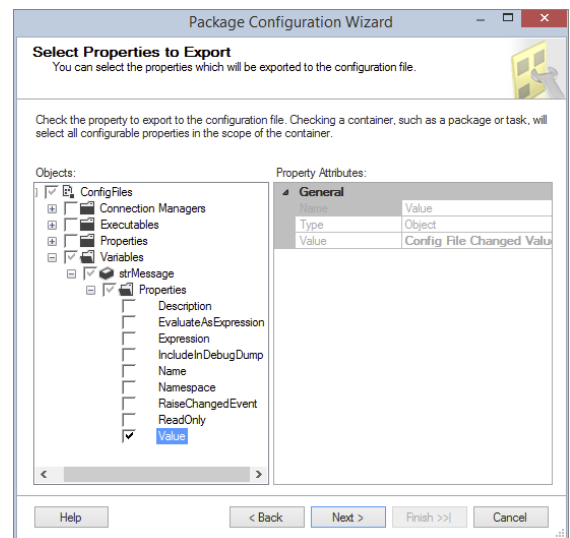 Package Configuration Wizard
Select Properties to Export
You can select the properties which will be exported to the configuration file.
Check the property to export to the configuration file. Checking a container, such as a package or task, will
select all configurable properties in the scope of the container.
Objects:
ConfigFiles
Connection Managers
Executables
Properties
Variables
strMessage
Properties
Description
EvaluateAsExpression
Expression
IncludeInDebugDump
Name
Namespace
RaiseChangedEvent
ReadOnly
Value
Property Attributes:
General
Name Value
Type Object
Value Config File Changed Valu
Help < Back Next > Finish >>| Cancel